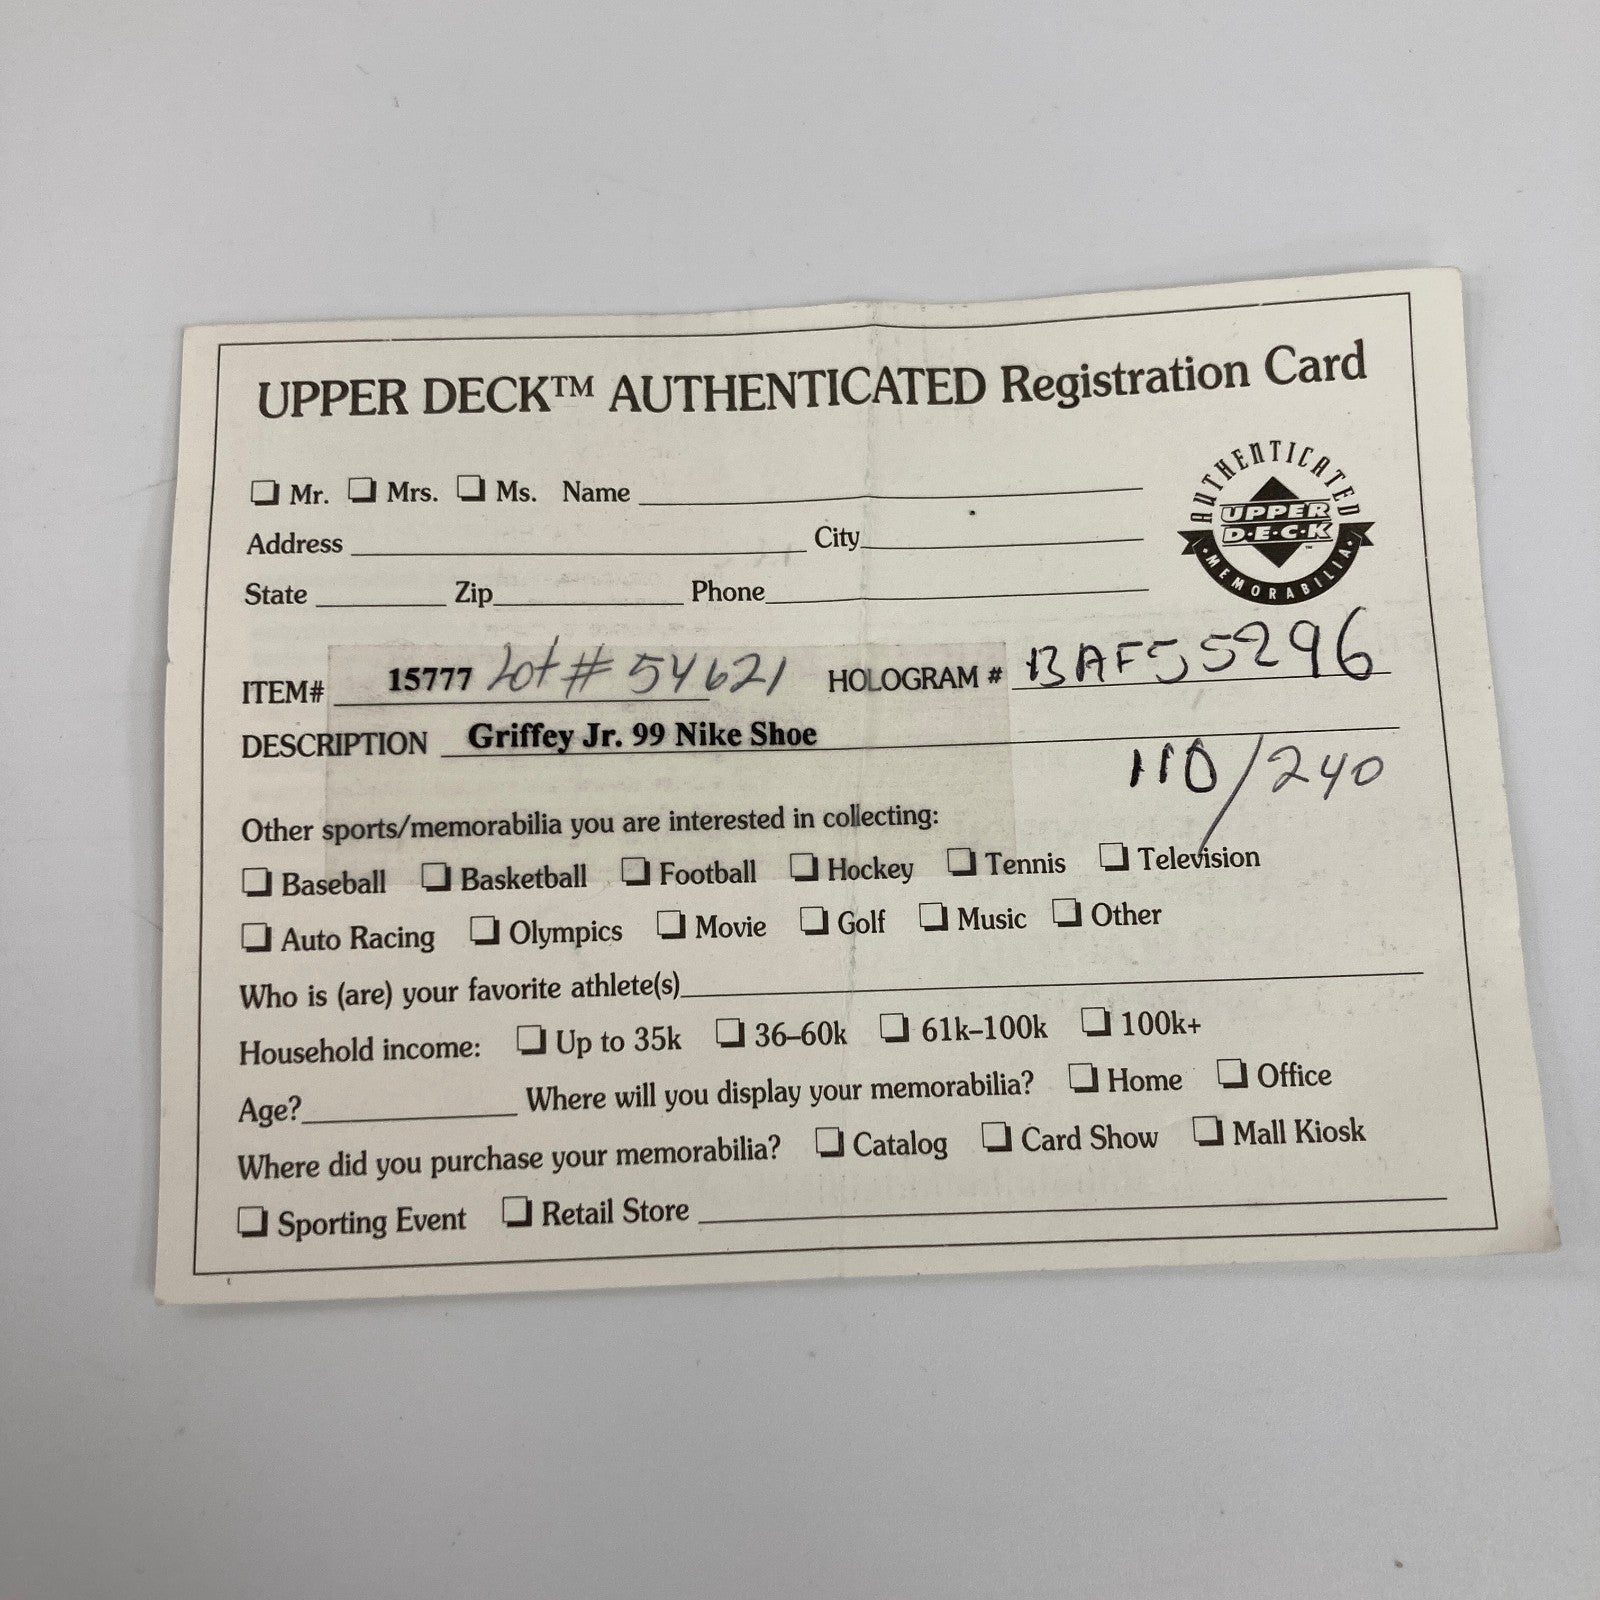 UPPER DECK™ AUTHENTICATED Registration Card
AUTHENTICATED
UPPER
D·E·C·K
™
·MEMORABILIA·
❏ Mr. ❏ Mrs. ❏ Ms. Name
Address City
State Zip Phone
ITEM# 15777 Lot # 54621 HOLOGRAM # BAF55296
DESCRIPTION Griffey Jr. 99 Nike Shoe
110/240
Other sports/memorabilia you are interested in collecting:
❏ Baseball ❏ Basketball ❏ Football ❏ Hockey ❏ Tennis ❏ Television
❏ Auto Racing ❏ Olympics ❏ Movie ❏ Golf ❏ Music ❏ Other
Who is (are) your favorite athlete(s)
Household income: ❏ Up to 35k ❏ 36–60k ❏ 61k–100k ❏ 100k+
Age? Where will you display your memorabilia? ❏ Home ❏ Office
Where did you purchase your memorabilia? ❏ Catalog ❏ Card Show ❏ Mall Kiosk
❏ Sporting Event ❏ Retail Store